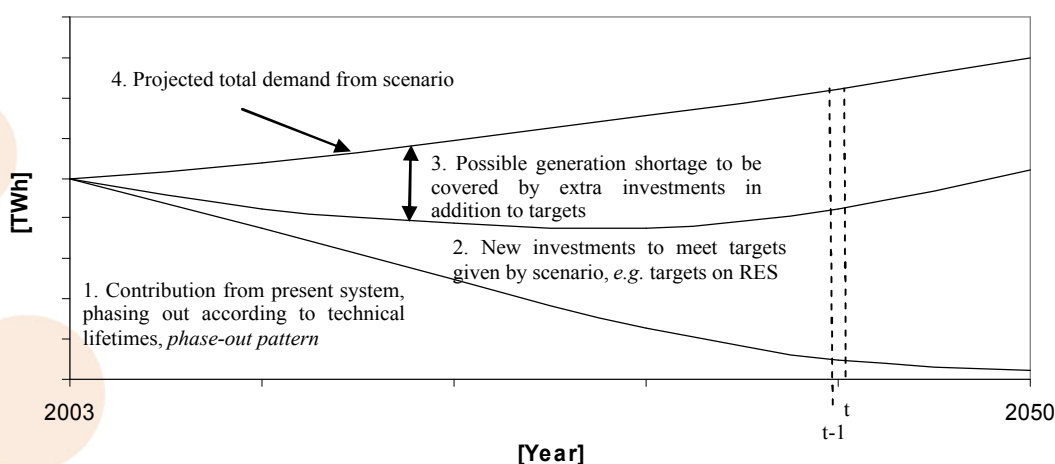 4. Projected total demand from scenario
3. Possible generation shortage to be
covered by extra investments in
addition to targets
[TWh]
2. New investments to meet targets
given by scenario, e.g. targets on RES
1. Contribution from present system,
phasing out according to technical
lifetimes, phase-out pattern
2003
t
2050
t-1
[Year]